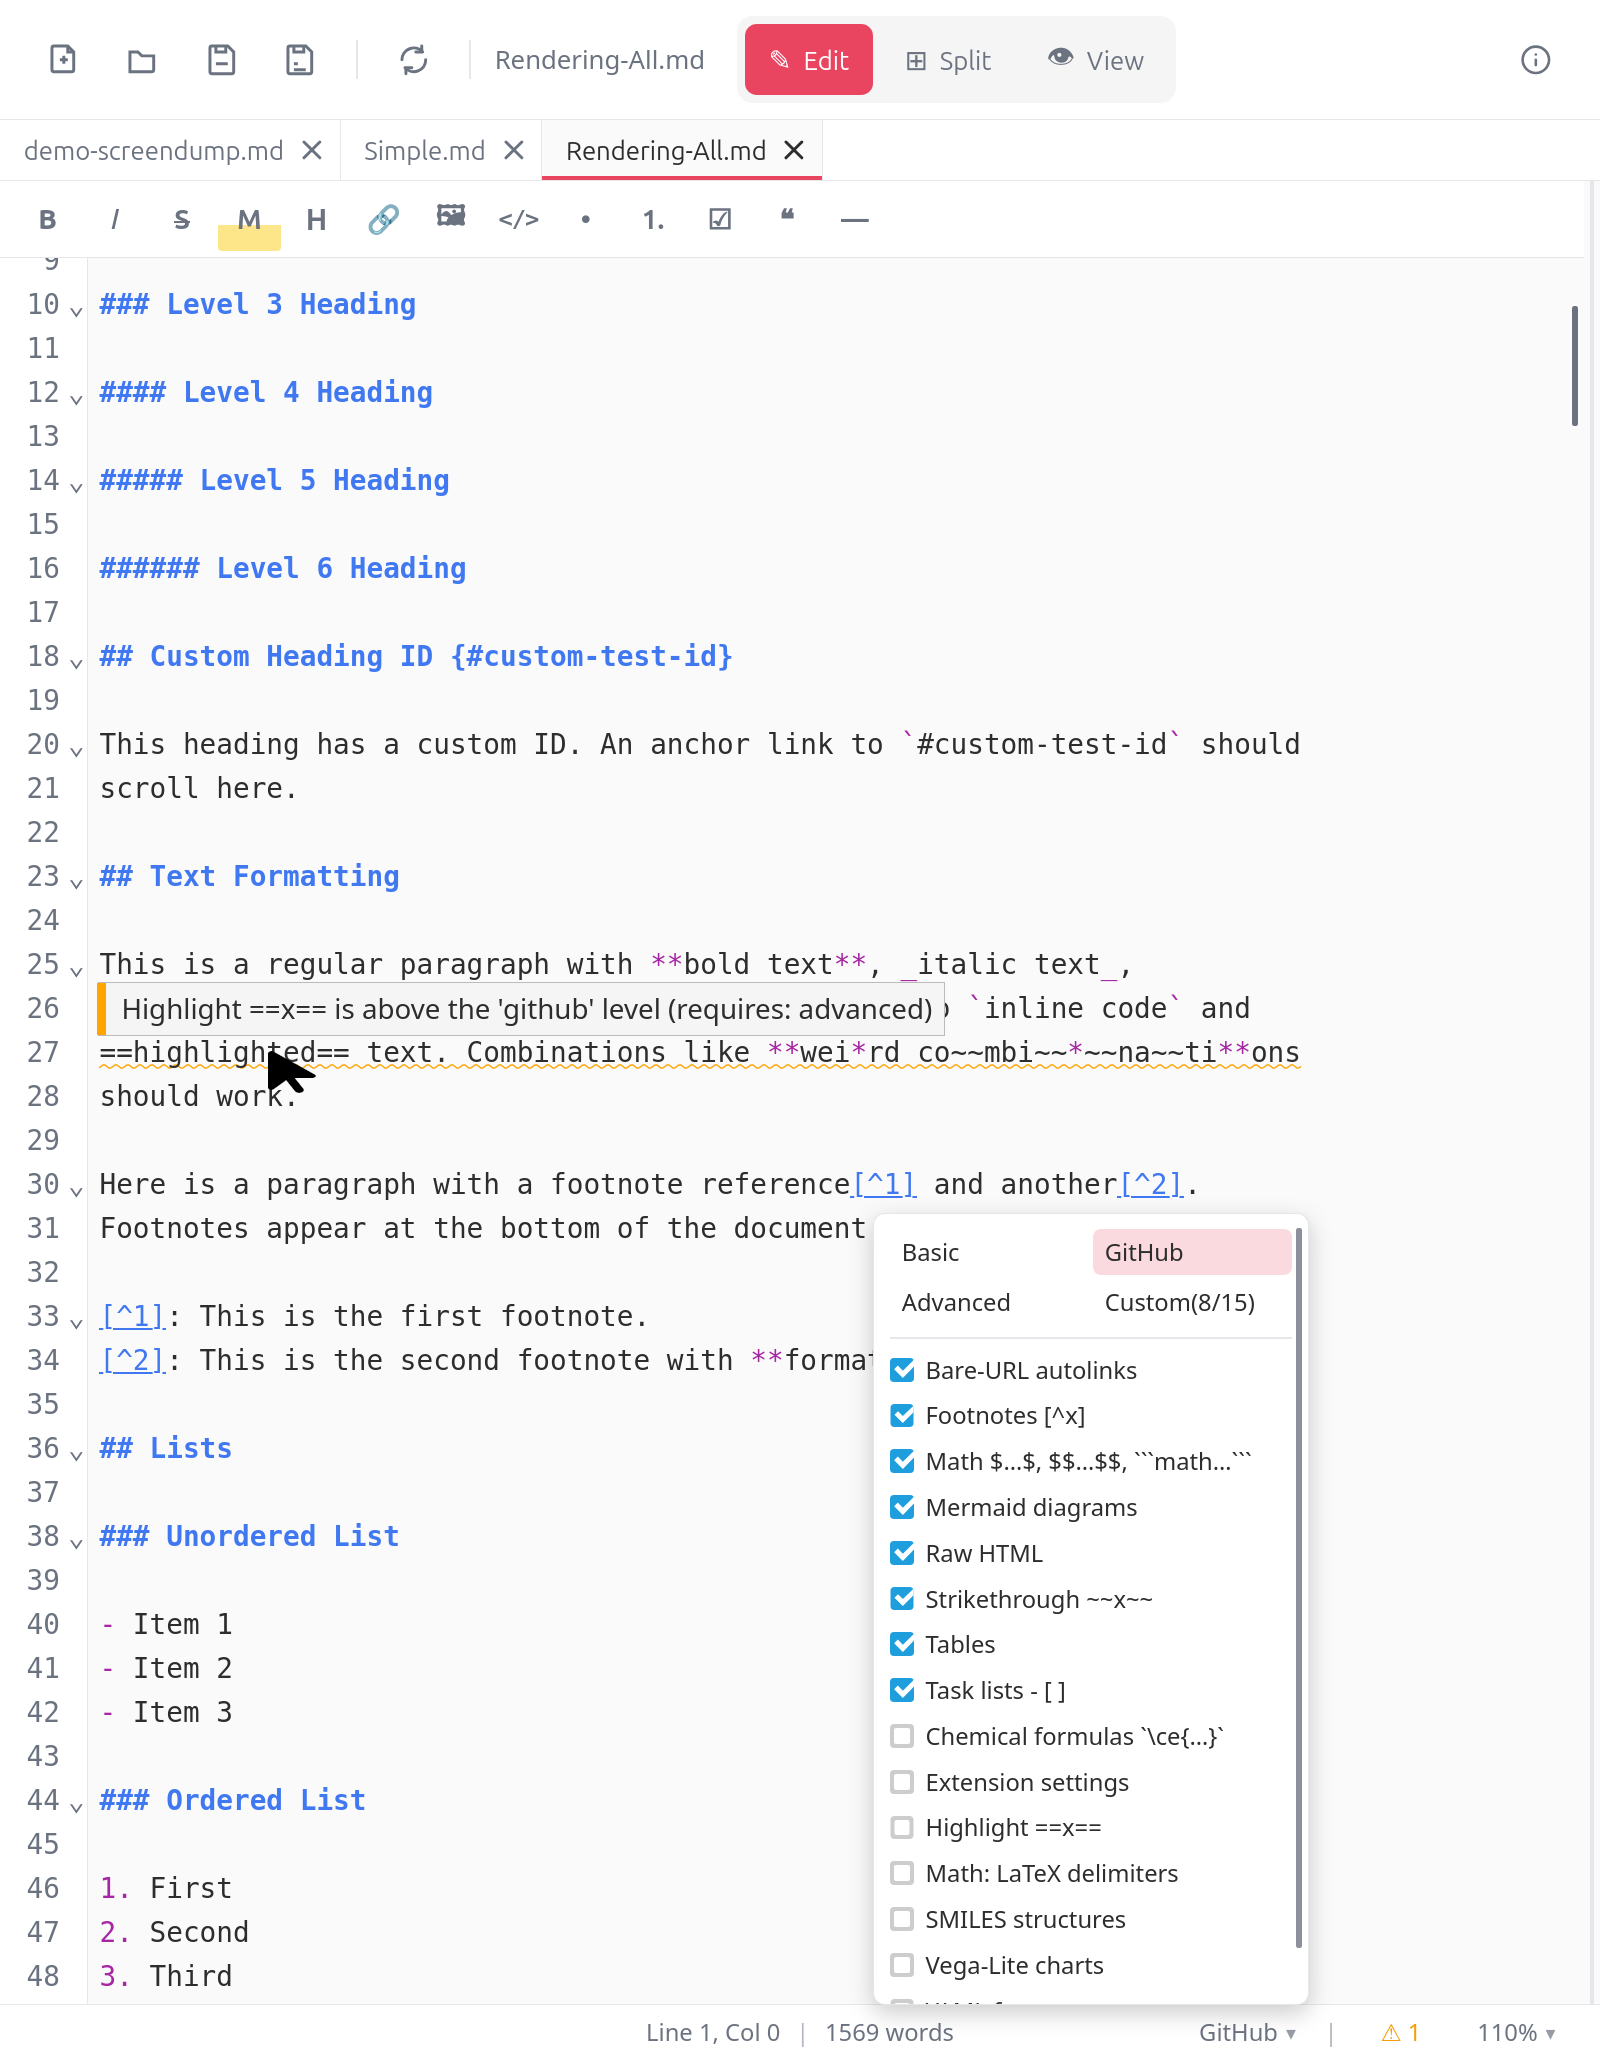 Rendering-All.md ✎ Edit ⊞ Split 👁 View
demo-screendump.md ✕ Simple.md ✕ Rendering-All.md ✕
B I S M H 🔗 🖼 </> • 1. ☑ ❝ —
9
10 ### Level 3 Heading
11
12 #### Level 4 Heading
13
14 ##### Level 5 Heading
15
16 ###### Level 6 Heading
17
18 ## Custom Heading ID {#custom-test-id}
19
20 This heading has a custom ID. An anchor link to `#custom-test-id` should
21 scroll here.
22
23 ## Text Formatting
24
25 This is a regular paragraph with **bold text**, _italic text_,
Highlight ==x== is above the 'github' level (requires: advanced)
26 `inline code` and
27 ==highlighted== text. Combinations like **wei*rd co~~mbi~~*~~na~~ti**ons
28 should work.
29
30 Here is a paragraph with a footnote reference[^1] and another[^2].
31 Footnotes appear at the bottom of the document
32
33 [^1]: This is the first footnote.
34 [^2]: This is the second footnote with **format
35
36 ## Lists
37
38 ### Unordered List
39
40 - Item 1
41 - Item 2
42 - Item 3
43
44 ### Ordered List
45
46 1. First
47 2. Second
48 3. Third
Basic GitHub
Advanced Custom(8/15)
Bare-URL autolinks
Footnotes [^x]
Math $...$, $$...$$, ```math...```
Mermaid diagrams
Raw HTML
Strikethrough ~~x~~
Tables
Task lists - [ ]
Chemical formulas `\ce{...}`
Extension settings
Highlight ==x==
Math: LaTeX delimiters
SMILES structures
Vega-Lite charts
Line 1, Col 0 | 1569 words GitHub ▾ | ⚠ 1 110% ▾